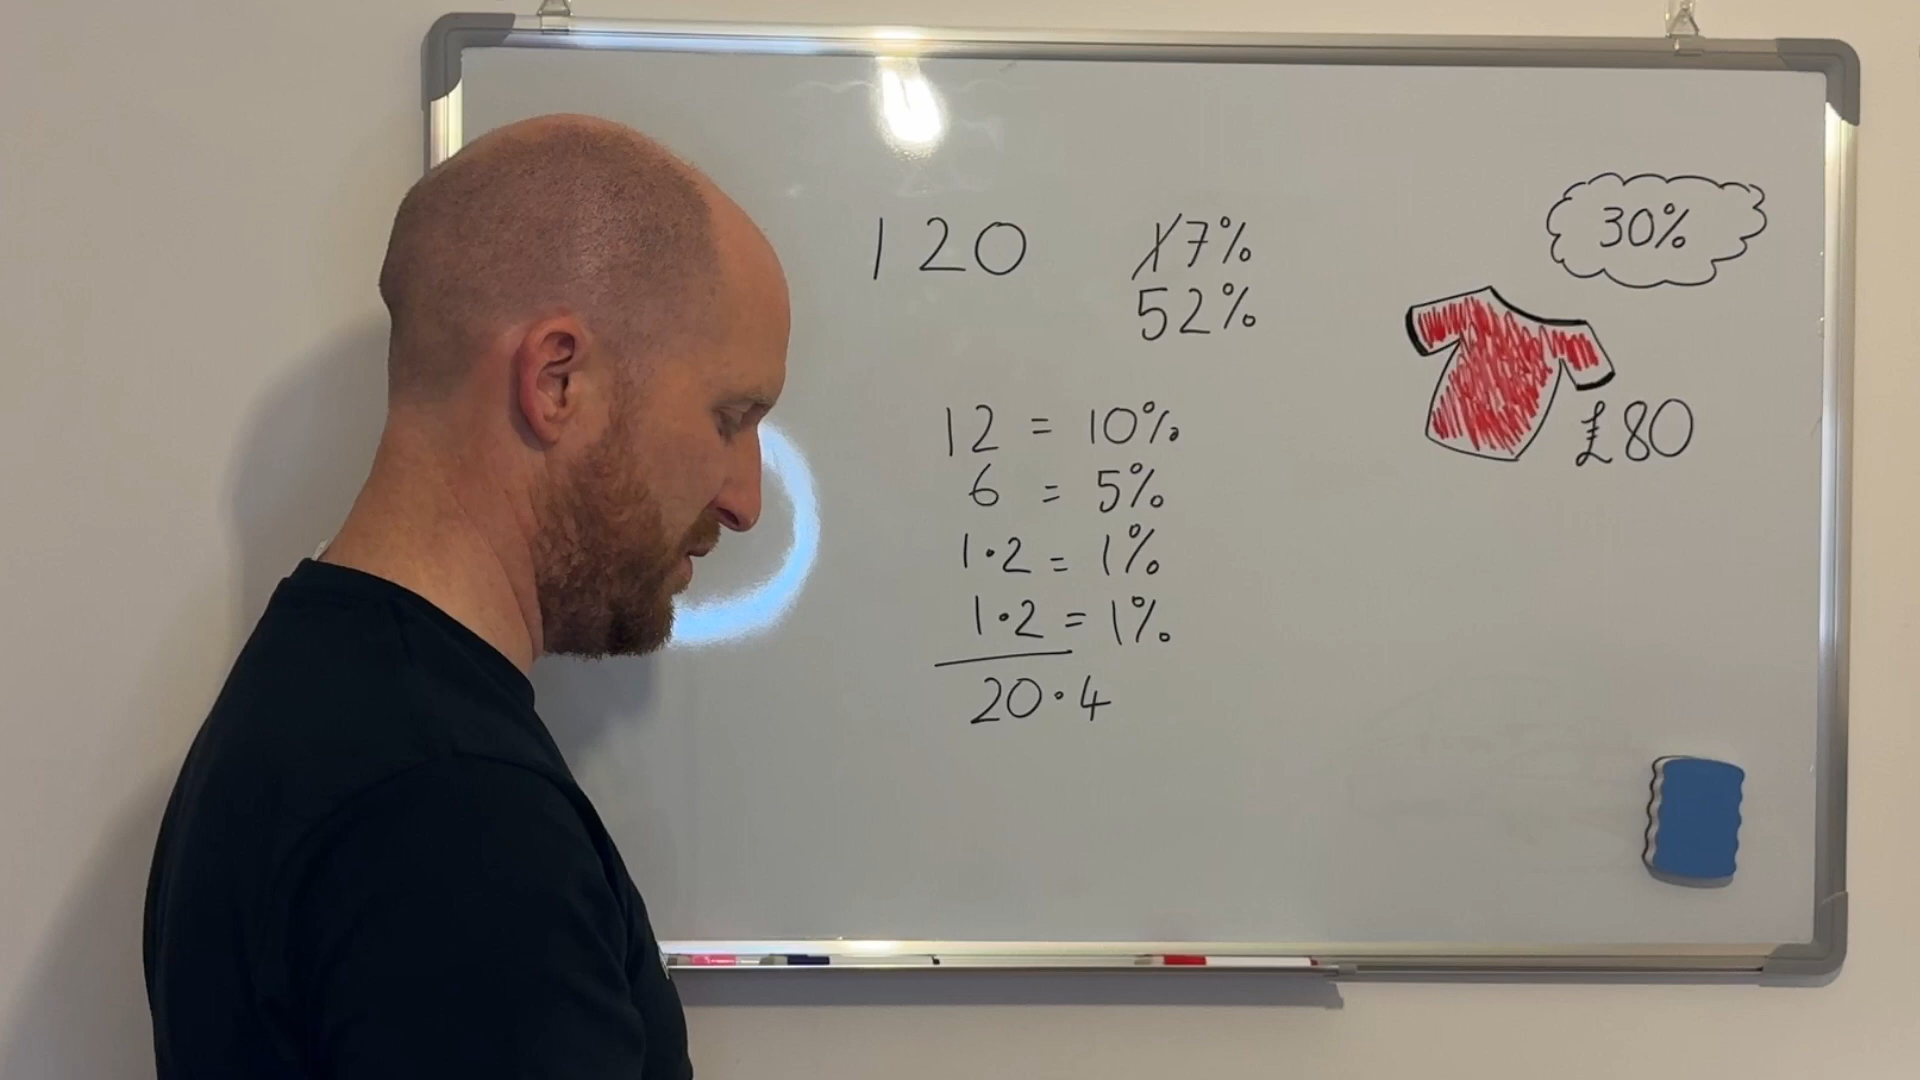 120 17%
52%
12 = 10%
6 = 5%
1·2 = 1%
1·2 = 1%
20·4
30%
£80